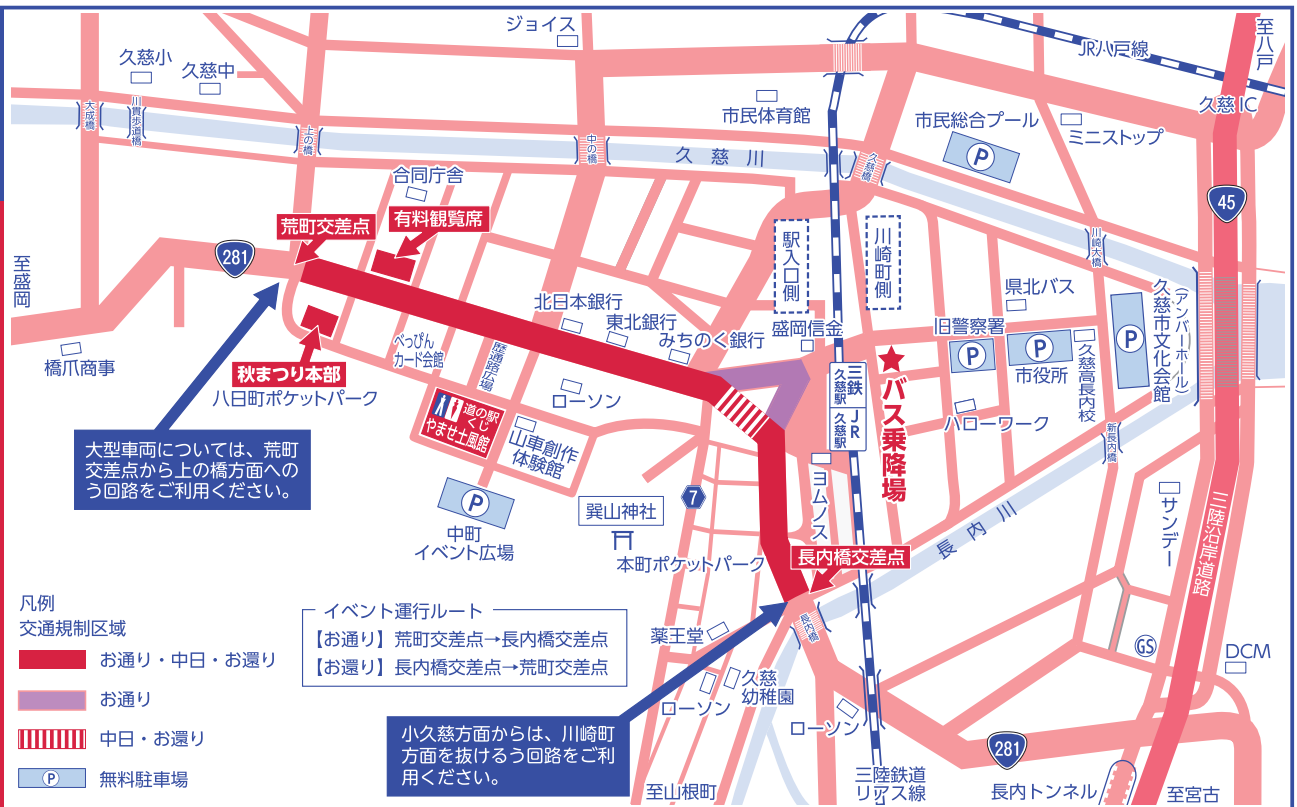 ジョイス
至八戸
JR八戸線
久慈小
久慈中
久慈IC
大成橋
川貫歩道橋
上の橋
中の橋
市民体育館
市民総合プール
ミニストップ
P
久慈川
久慈橋
45
合同庁舎
荒町交差点
有料観覧席
281
至盛岡
駅入口側
川崎町側
川崎大橋
県北バス
久慈市文化会館
(アンバーホール)
P
北日本銀行
東北銀行
みちのく銀行
盛岡信金
旧警察署
P
P
市役所
久慈高長内校
橋爪商事
べっぴん
カード会館
歴通路広場
秋まつり本部
八日町ポケットパーク
ローソン
三鉄
久慈駅
JR
久慈駅
バス乗降場
ハローワーク
新長内橋
道の駅
くじ
やませ土風館
山車創作
体験館
大型車両については、荒町
交差点から上の橋方面への
う回路をご利用ください。
P
中町
イベント広場
巽山神社
7
ヨムノス
長内川
サンデー
三陸沿岸道路
本町ポケットパーク
長内橋交差点
長内橋
凡例
交通規制区域
お通り・中日・お還り
お通り
中日・お還り
P
無料駐車場
イベント運行ルート
【お通り】荒町交差点→長内橋交差点
【お還り】長内橋交差点→荒町交差点
薬王堂
久慈
幼稚園
ローソン
ローソン
GS
DCM
小久慈方面からは、川崎町
方面を抜けるう回路をご利
用ください。
281
至山根町
三陸鉄道
リアス線
長内トンネル
至宮古